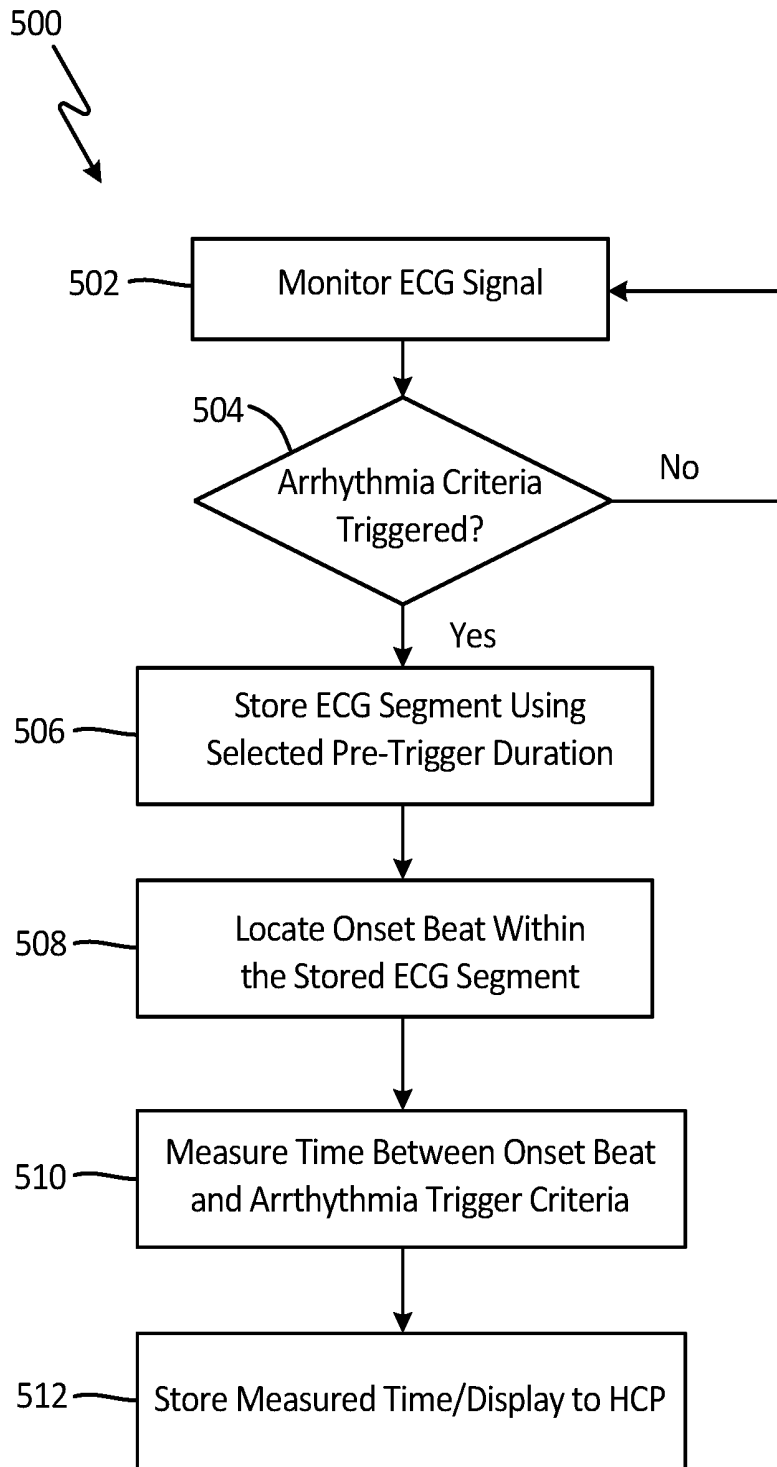 500
502
Monitor ECG Signal
504
Arrhythmia Criteria
Triggered?
No
Yes
506
Store ECG Segment Using
Selected Pre-Trigger Duration
508
Locate Onset Beat Within
the Stored ECG Segment
510
Measure Time Between Onset Beat
and Arrthythmia Trigger Criteria
512
Store Measured Time/Display to HCP